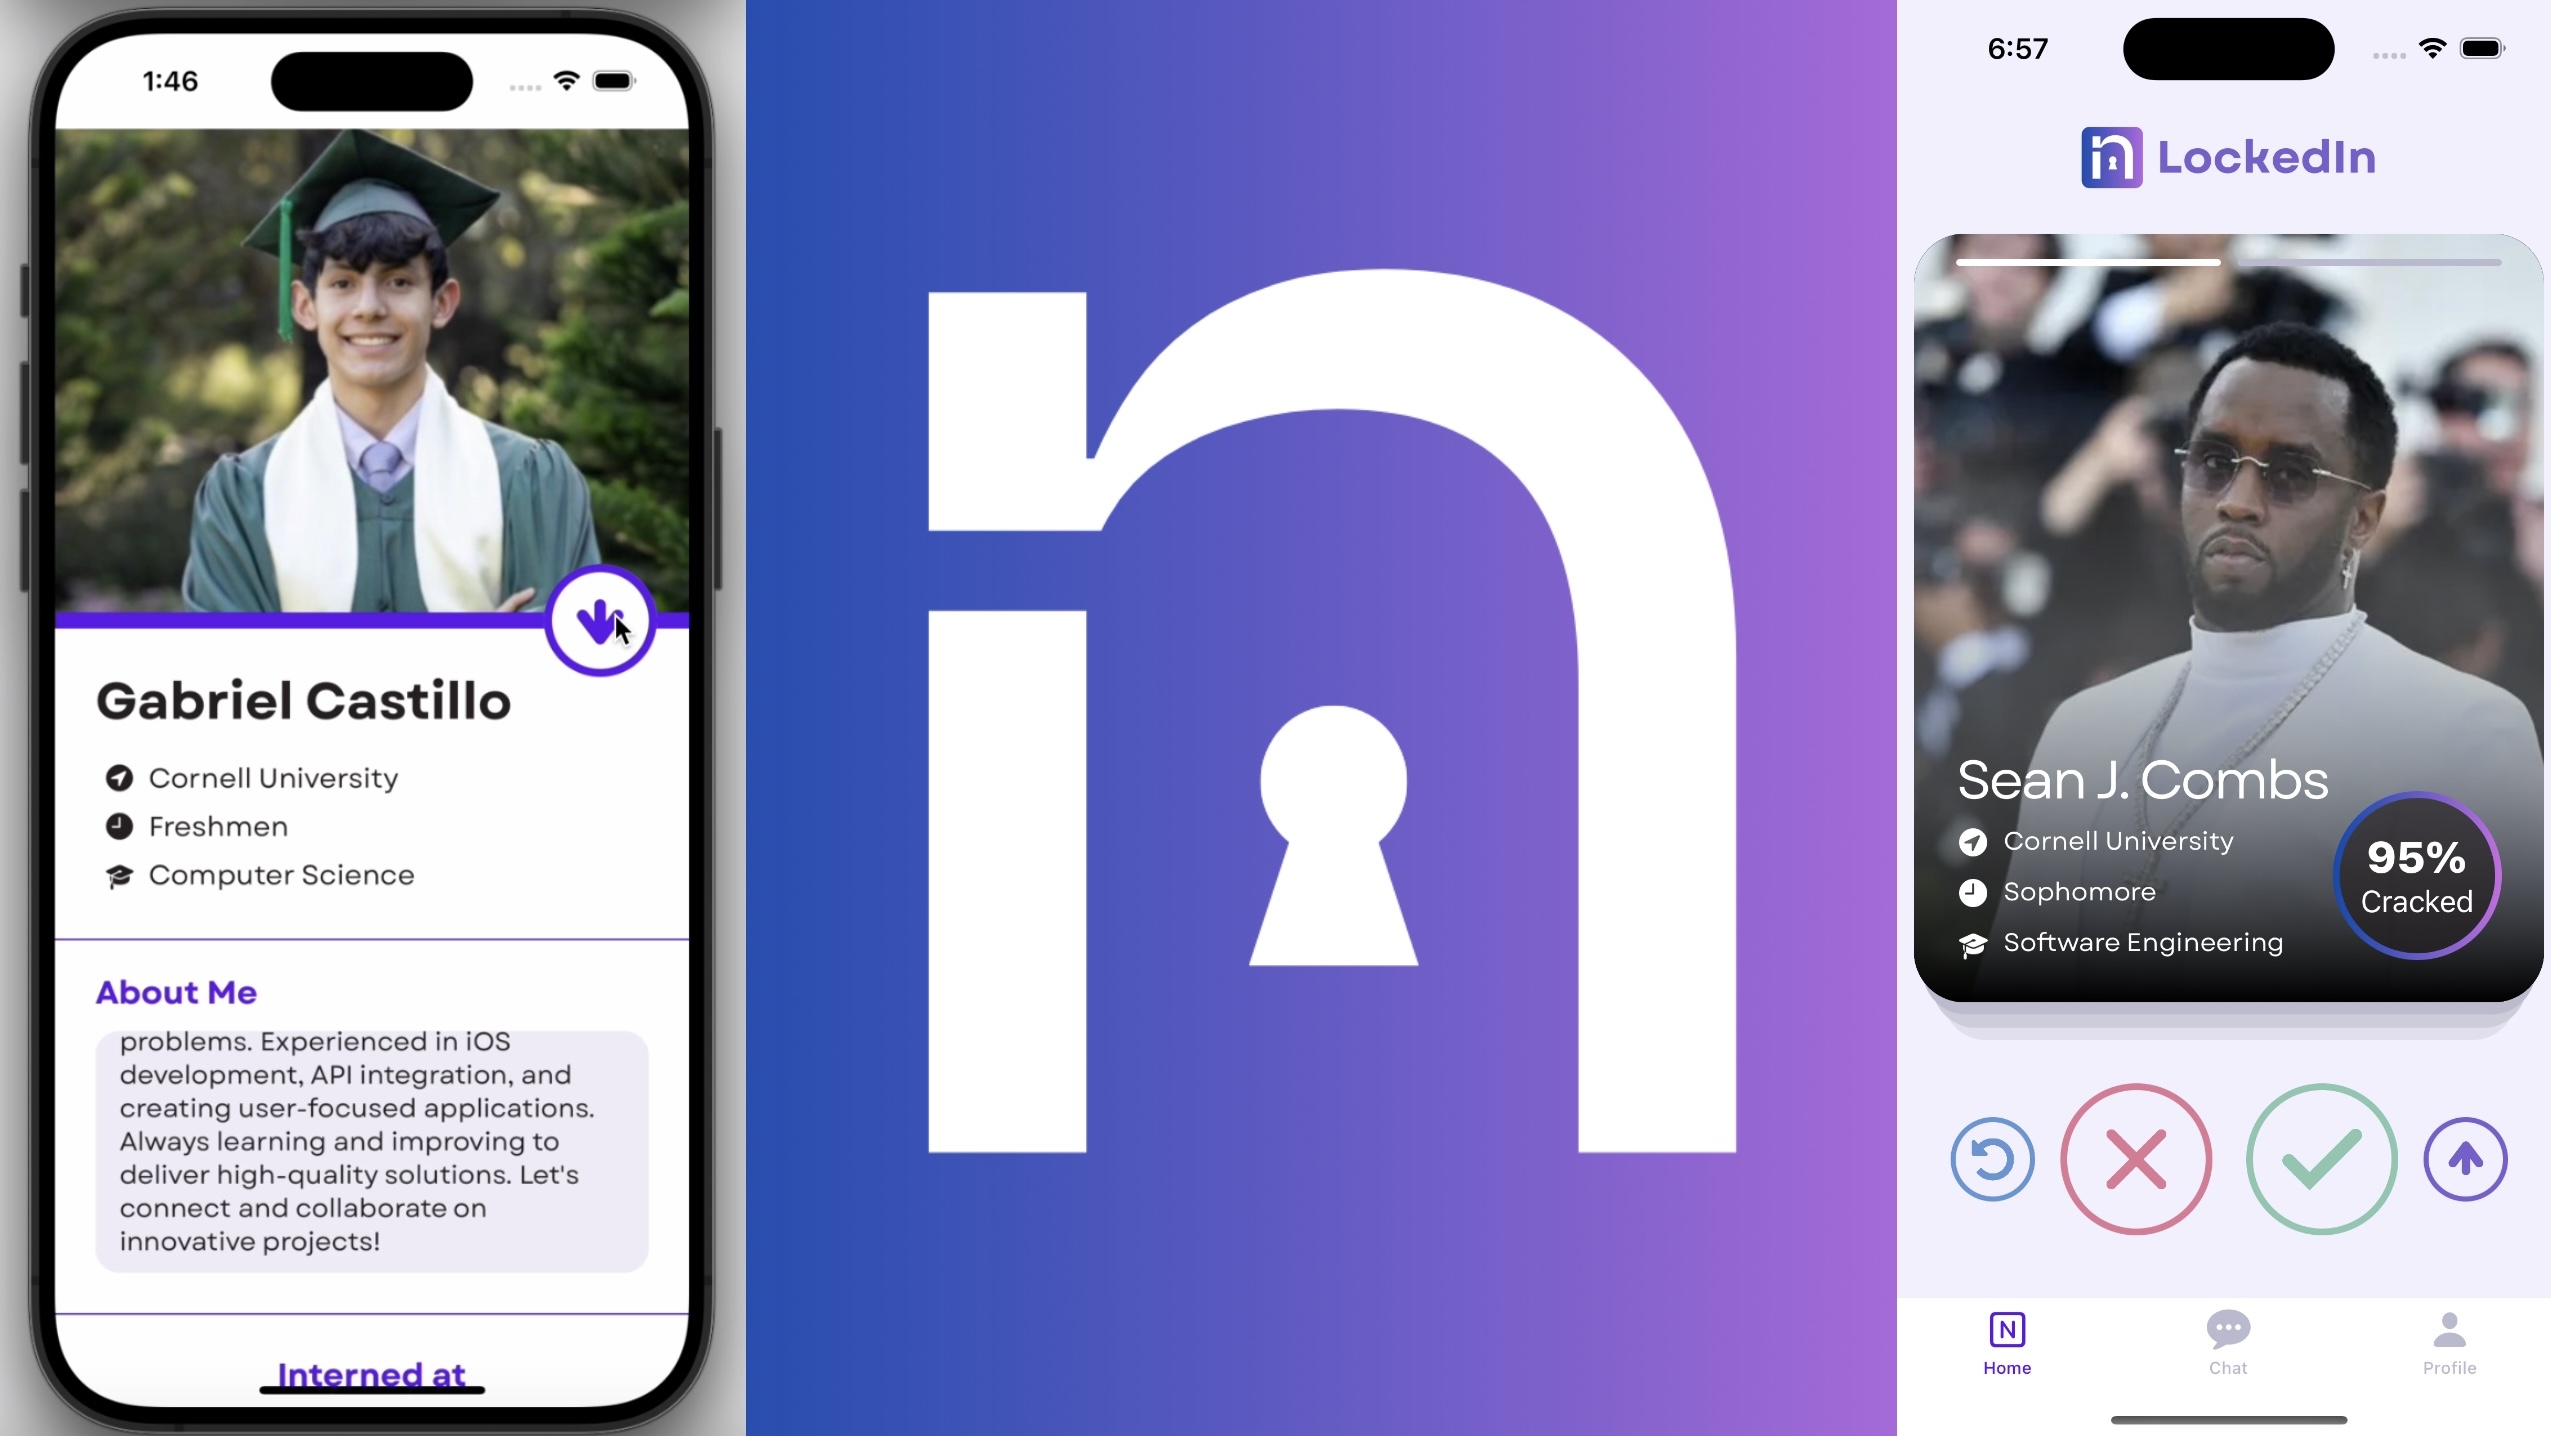 1:46
Gabriel Castillo
Cornell University
Freshmen
Computer Science
About Me
problems. Experienced in iOS
development, API integration, and
creating user-focused applications.
Always learning and improving to
deliver high-quality solutions. Let's
connect and collaborate on
innovative projects!
Interned at
in
6:57
in LockedIn
Sean J. Combs
Cornell University
Sophomore
Software Engineering
95%
Cracked
N
Home
Chat
Profile